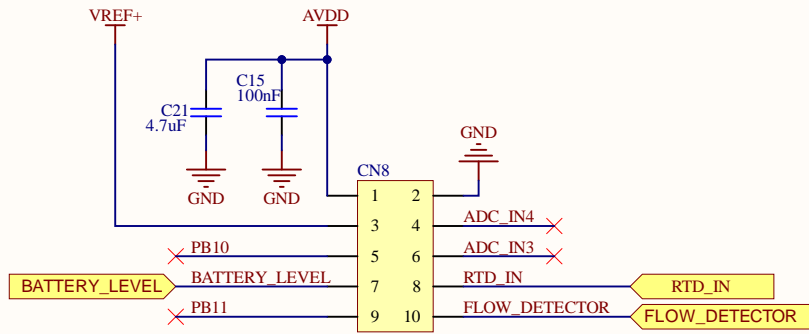 VREF+ AVDD
C15
100nF
C21
4.7uF
GND GND
GND
CN8
1 2
3 4 ADC_IN4
PB10 5 6 ADC_IN3
BATTERY_LEVEL BATTERY_LEVEL 7 8 RTD_IN RTD_IN
PB11 9 10 FLOW_DETECTOR FLOW_DETECTOR